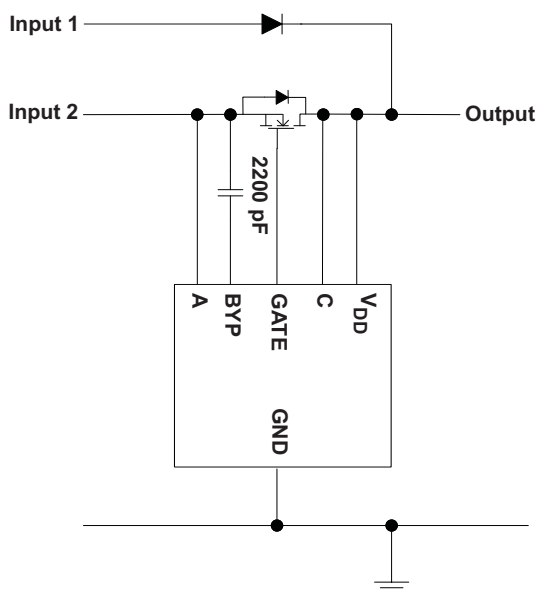 Input 1
Input 2
Output
2200 pF
A
BYP
GATE
C
VDD
GND